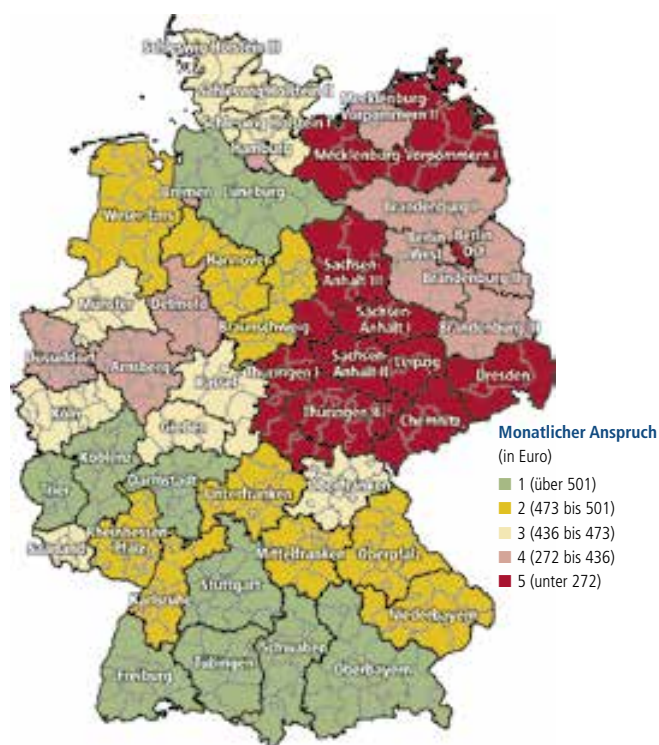 Schleswig-Holstein III
Schleswig-Holstein II
Mecklenburg-
Vorpommern II
Schleswig-Holstein I
Hamburg
Mecklenburg-Vorpommern I
Bremen
Lüneburg
Brandenburg I
Weser-Ems
Berlin
West
Berlin
Ost
Hannover
Sachsen-
Anhalt III
Brandenburg II
Münster
Detmold
Braunschweig
Sachsen-
Anhalt I
Brandenburg III
Düsseldorf
Arnsberg
Kassel
Thüringen I
Sachsen-
Anhalt II
Leipzig
Dresden
Köln
Gießen
Thüringen II
Chemnitz
Koblenz
Trier
Darmstadt
Unterfranken
Oberfranken
Saarland
Rheinhessen-
Pfalz
Mittelfranken
Oberpfalz
Karlsruhe
Stuttgart
Niederbayern
Freiburg
Tübingen
Schwaben
Oberbayern
Monatlicher Anspruch
(in Euro)
1 (über 501)
2 (473 bis 501)
3 (436 bis 473)
4 (272 bis 436)
5 (unter 272)